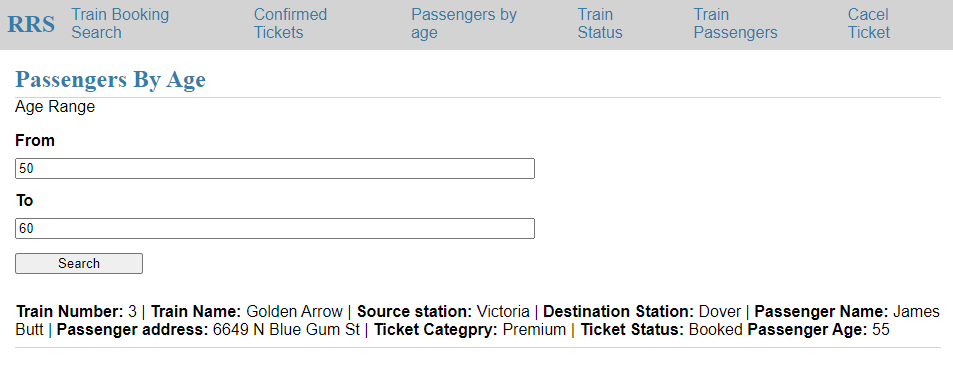 RRS
Train Booking
Search
Confirmed
Tickets
Passengers by
age
Train
Status
Train
Passengers
Cacel
Ticket
Passengers By Age
Age Range
From
50
To
60
Search
Train Number: 3 | Train Name: Golden Arrow | Source station: Victoria | Destination Station: Dover | Passenger Name: James
Butt | Passenger address: 6649 N Blue Gum St | Ticket Categpry: Premium | Ticket Status: Booked Passenger Age: 55